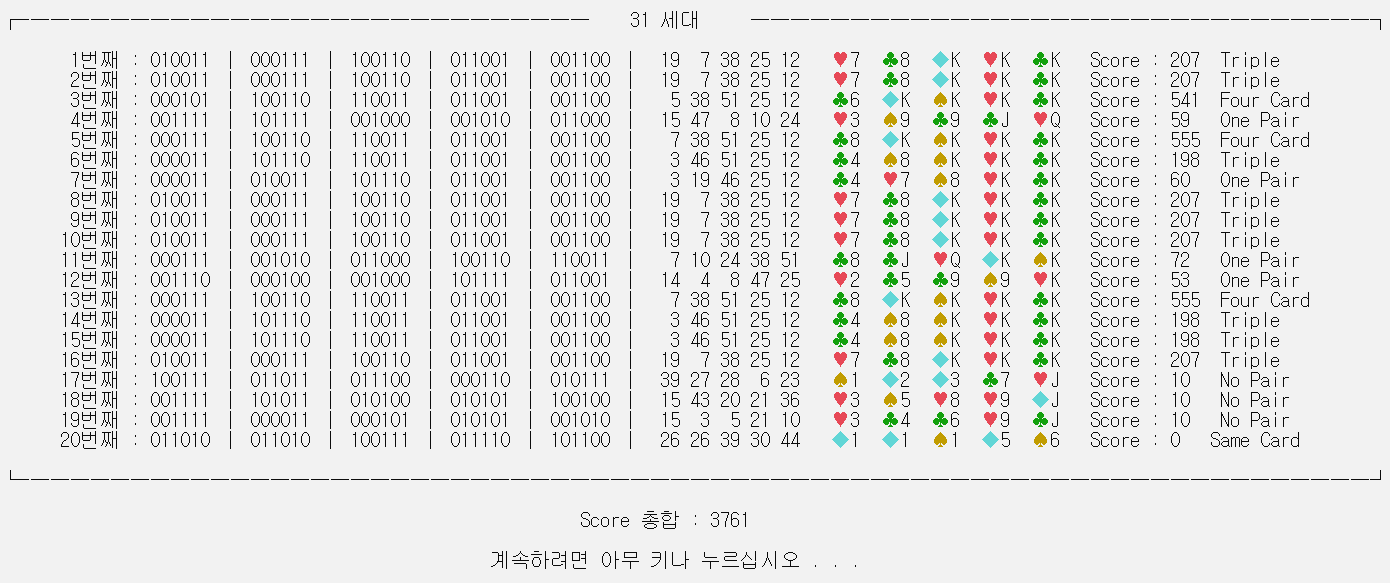 31 세대
1번째 : 010011 | 000111 | 100110 | 011001 | 001100 | 19 7 38 25 12 ♥7 ♣8 ◆K ♥K ♣K Score : 207 Triple
2번째 : 010011 | 000111 | 100110 | 011001 | 001100 | 19 7 38 25 12 ♥7 ♣8 ◆K ♥K ♣K Score : 207 Triple
3번째 : 000101 | 100110 | 110011 | 011001 | 001100 | 5 38 51 25 12 ♣6 ◆K ♠K ♥K ♣K Score : 541 Four Card
4번째 : 001111 | 101111 | 001000 | 001010 | 011000 | 15 47 8 10 24 ♥3 ♠9 ♣9 ♣J ♥Q Score : 59 One Pair
5번째 : 000111 | 100110 | 110011 | 011001 | 001100 | 7 38 51 25 12 ♣8 ◆K ♠K ♥K ♣K Score : 555 Four Card
6번째 : 000011 | 101110 | 110011 | 011001 | 001100 | 3 46 51 25 12 ♣4 ♠8 ♠K ♥K ♣K Score : 198 Triple
7번째 : 000011 | 010011 | 101110 | 011001 | 001100 | 3 19 46 25 12 ♣4 ♥7 ♠8 ♥K ♣K Score : 60 One Pair
8번째 : 010011 | 000111 | 100110 | 011001 | 001100 | 19 7 38 25 12 ♥7 ♣8 ◆K ♥K ♣K Score : 207 Triple
9번째 : 010011 | 000111 | 100110 | 011001 | 001100 | 19 7 38 25 12 ♥7 ♣8 ◆K ♥K ♣K Score : 207 Triple
10번째 : 010011 | 000111 | 100110 | 011001 | 001100 | 19 7 38 25 12 ♥7 ♣8 ◆K ♥K ♣K Score : 207 Triple
11번째 : 000111 | 001010 | 011000 | 100110 | 110011 | 7 10 24 38 51 ♣8 ♣J ♥Q ◆K ♠K Score : 72 One Pair
12번째 : 001110 | 000100 | 001000 | 101111 | 011001 | 14 4 8 47 25 ♥2 ♣5 ♣9 ♠9 ♥K Score : 53 One Pair
13번째 : 000111 | 100110 | 110011 | 011001 | 001100 | 7 38 51 25 12 ♣8 ◆K ♠K ♥K ♣K Score : 555 Four Card
14번째 : 000011 | 101110 | 110011 | 011001 | 001100 | 3 46 51 25 12 ♣4 ♠8 ♠K ♥K ♣K Score : 198 Triple
15번째 : 000011 | 101110 | 110011 | 011001 | 001100 | 3 46 51 25 12 ♣4 ♠8 ♠K ♥K ♣K Score : 198 Triple
16번째 : 010011 | 000111 | 100110 | 011001 | 001100 | 19 7 38 25 12 ♥7 ♣8 ◆K ♥K ♣K Score : 207 Triple
17번째 : 100111 | 011011 | 011100 | 000110 | 010111 | 39 27 28 6 23 ♠1 ◆2 ◆3 ♣7 ♥J Score : 10 No Pair
18번째 : 001111 | 101011 | 010100 | 010101 | 100100 | 15 43 20 21 36 ♥3 ♠5 ♥8 ♥9 ◆J Score : 10 No Pair
19번째 : 001111 | 000011 | 000101 | 010101 | 001010 | 15 3 5 21 10 ♥3 ♣4 ♣6 ♥9 ♣J Score : 10 No Pair
20번째 : 011010 | 011010 | 100111 | 011110 | 101100 | 26 26 39 30 44 ◆1 ◆1 ♠1 ◆5 ♠6 Score : 0 Same Card
Score 총합 : 3761
계속하려면 아무 키나 누르십시오 . . .